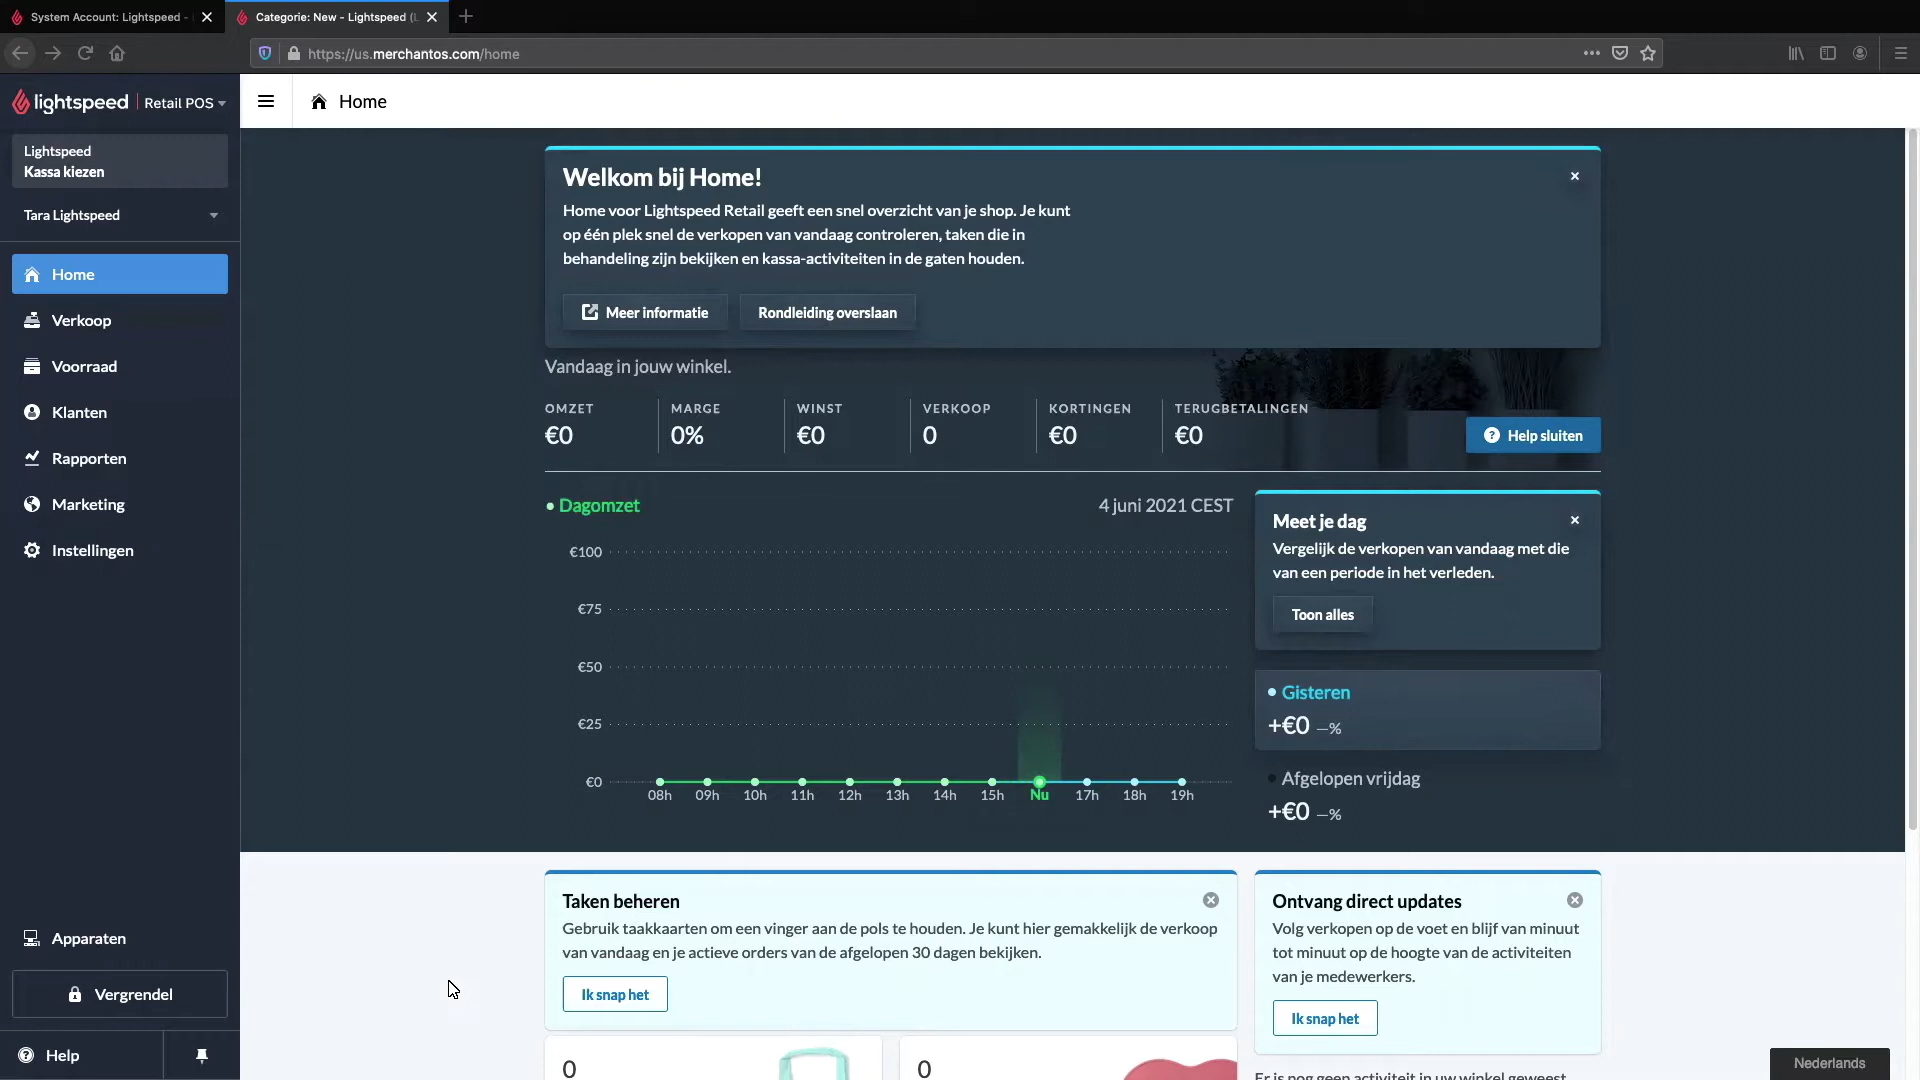 System Account: Lightspeed -
Categorie: New - Lightspeed (L
https://us.merchantos.com/home
lightspeed
Retail POS
Home
Lightspeed
Kassa kiezen
Tara Lightspeed
Home
Verkoop
Voorraad
Klanten
Rapporten
Marketing
Instellingen
Apparaten
Vergrendel
Help
Welkom bij Home!
Home voor Lightspeed Retail geeft een snel overzicht van je shop. Je kunt
op één plek snel de verkopen van vandaag controleren, taken die in
behandeling zijn bekijken en kassa-activiteiten in de gaten houden.
Meer informatie
Rondleiding overslaan
Vandaag in jouw winkel.
OMZET
€0
MARGE
0%
WINST
€0
VERKOOP
0
KORTINGEN
€0
TERUGBETALINGEN
€0
Help sluiten
Dagomzet
4 juni 2021 CEST
€100
€75
€50
€25
€0
08h 09h 10h 11h 12h 13h 14h 15h Nu 17h 18h 19h
Meet je dag
Vergelijk de verkopen van vandaag met die
van een periode in het verleden.
Toon alles
Gisteren
+€0 —%
Afgelopen vrijdag
+€0 —%
Taken beheren
Gebruik taakkaarten om een vinger aan de pols te houden. Je kunt hier gemakkelijk de verkoop
van vandaag en je actieve orders van de afgelopen 30 dagen bekijken.
Ik snap het
Ontvang direct updates
Volg verkopen op de voet en blijf van minuut
tot minuut op de hoogte van de activiteiten
van je medewerkers.
Ik snap het
0
0
Er is nog geen activiteit in uw winkel geweest
Nederlands